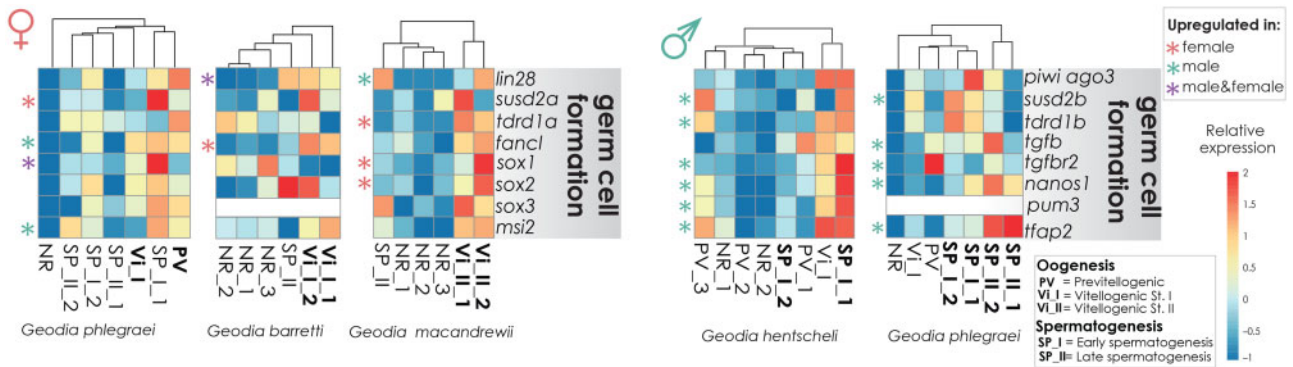 Upregulated in:
* female
* male
* male&female
lin28
susd2a
tdrd1a
fancl
sox1
sox2
sox3
msi2
germ cell
formation
NR
SP_II_2
SP_I_2
SP_II_1
Vi_I
SP_I_1
PV
Geodia phlegraei
NR_2
NR_1
NR_3
SP_II
Vi_I_2
Vi_I_1
Geodia barretti
SP_II
NR_1
NR_2
NR_3
Vi_II_1
Vi_II_2
Geodia macandrewii
piwi ago3
susd2b
tdrd1b
tgfb
tgfbr2
nanos1
pum3
tfap2
germ cell
formation
PV_3
NR_1
PV_2
NR_2
SP_I_2
PV_1
Vi_I
SP_I_1
Geodia hentscheli
NR
Vi_I
PV
SP_I_2
SP_I_1
SP_II_2
SP_II_1
Geodia phlegraei
Relative
expression
2
1.5
1
0.5
0
−0.5
−1
Oogenesis
PV = Previtellogenic
Vi_I = Vitellogenic St. I
Vi_II = Vitellogenic St. II
Spermatogenesis
SP_I = Early spermatogenesis
SP_II= Late spermatogenesis